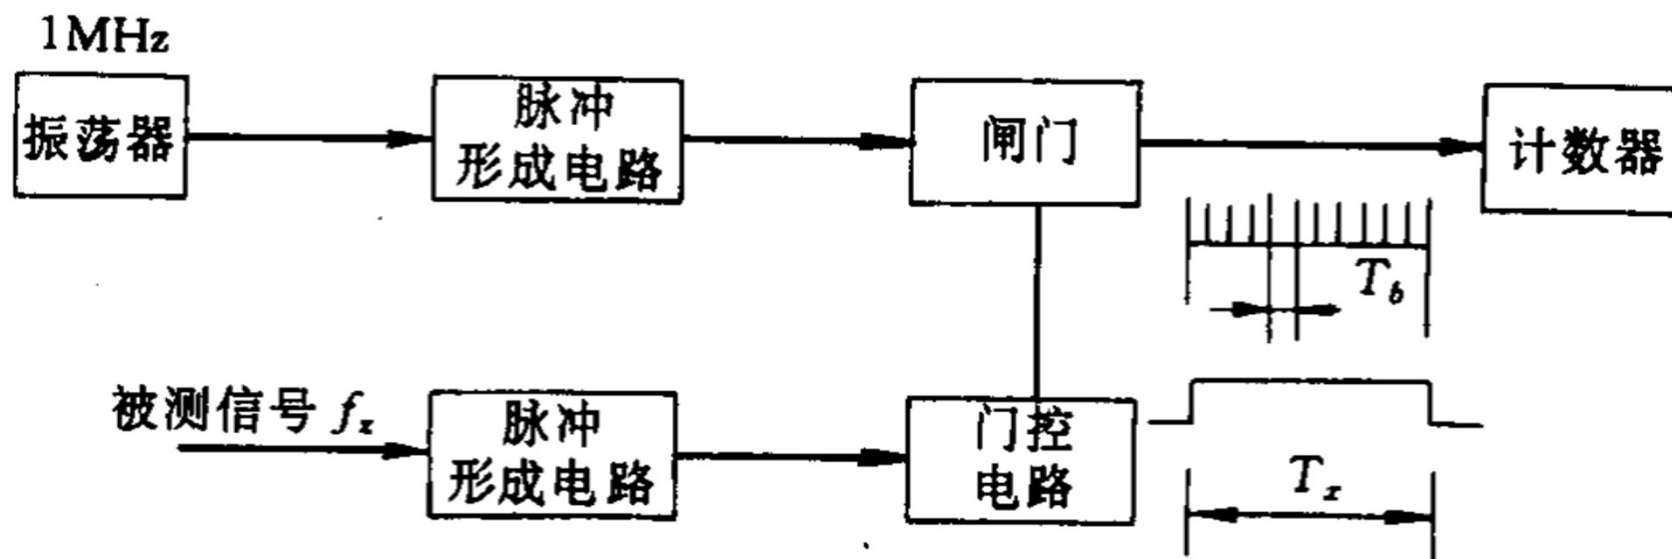 1MHz
振荡器
脉冲
形成电路
闸门
计数器
T_b
被测信号 f_x
脉冲
形成电路
门控
电路
T_x